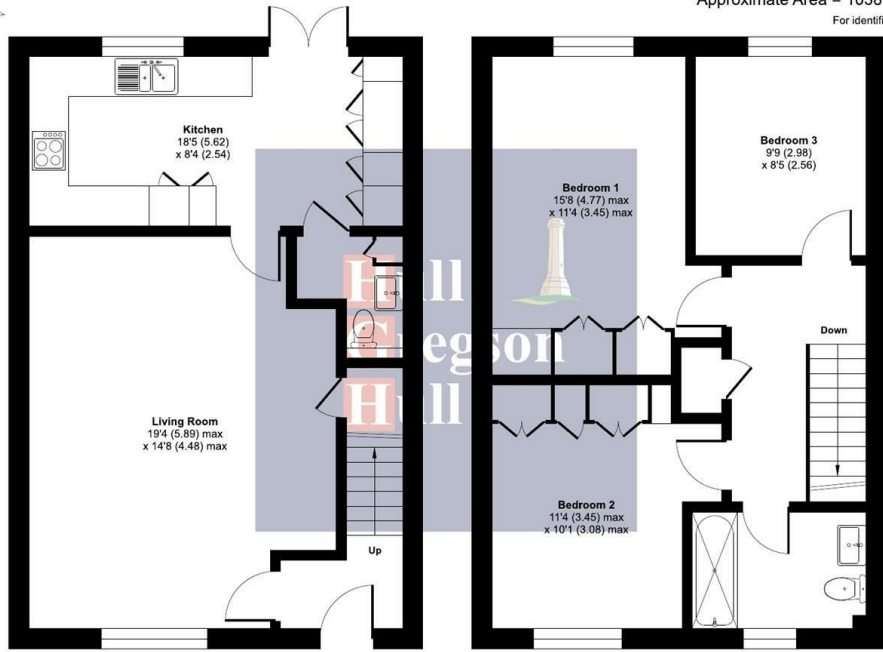 Approximate Area = 1038
For identifi
Kitchen
18'5 (5.62)
x 8'4 (2.54)
Bedroom 3
9'9 (2.98)
x 8'5 (2.56)
Bedroom 1
15'8 (4.77) max
x 11'4 (3.45) max
Hull
Gregson
Hull
Down
Living Room
19'4 (5.89) max
x 14'8 (4.48) max
Bedroom 2
11'4 (3.45) max
x 10'1 (3.08) max
Up